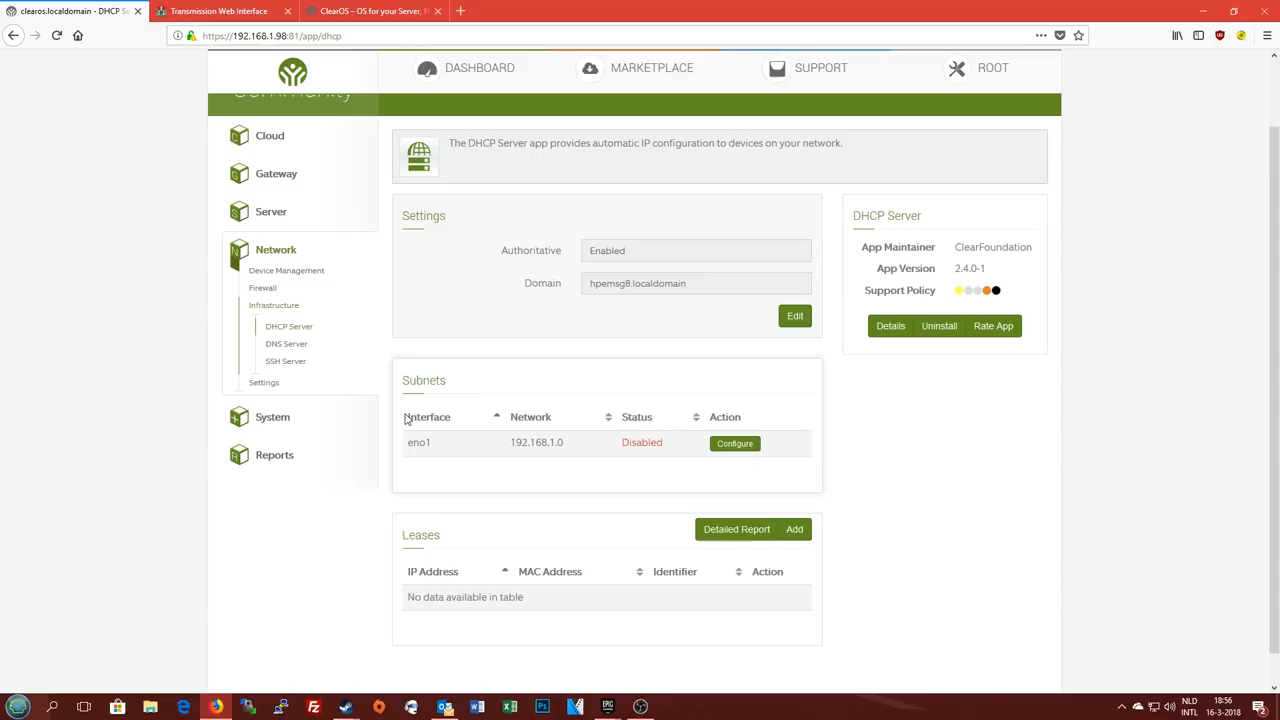 clearos.localdomain - DHCP Se
Transmission Web Interface
ClearOS – OS for your Server, N
https://192.168.1.98:81/app/dhcp
DASHBOARD
MARKETPLACE
SUPPORT
ROOT
Community
Cloud
Gateway
Server
Network
Device Management
Firewall
Infrastructure
DHCP Server
DNS Server
SSH Server
Settings
System
Reports
The DHCP Server app provides automatic IP configuration to devices on your network.
Settings
Authoritative Enabled
Domain hpemsg8.localdomain
Edit
Subnets
Interface Network Status Action
eno1 192.168.1.0 Disabled Configure
Leases
Detailed Report Add
IP Address MAC Address Identifier Action
No data available in table
DHCP Server
App Maintainer ClearFoundation
App Version 2.4.0-1
Support Policy
Details Uninstall Rate App
NLD 18:56
INTL 16-3-2018